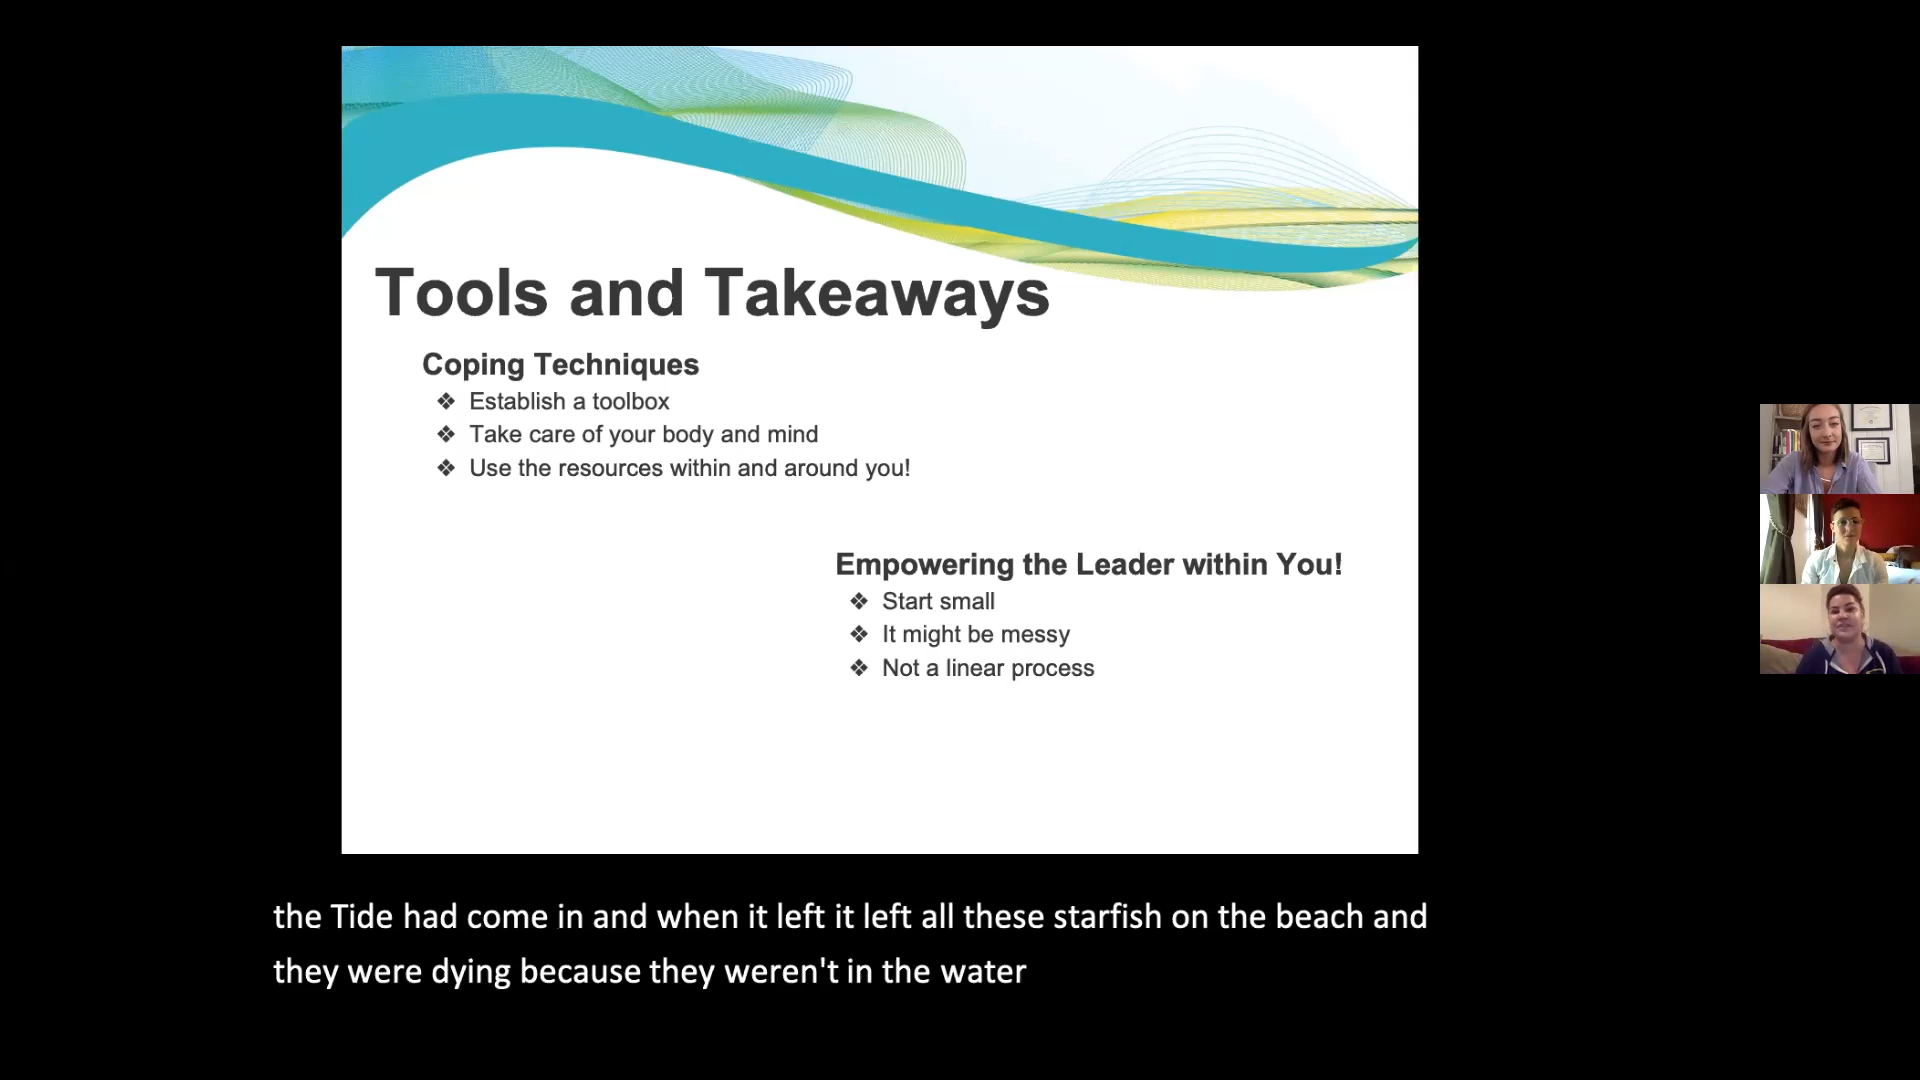 Tools and Takeaways
Coping Techniques
❖ Establish a toolbox
❖ Take care of your body and mind
❖ Use the resources within and around you!
Empowering the Leader within You!
❖ Start small
❖ It might be messy
❖ Not a linear process
the Tide had come in and when it left it left all these starfish on the beach and
they were dying because they weren't in the water